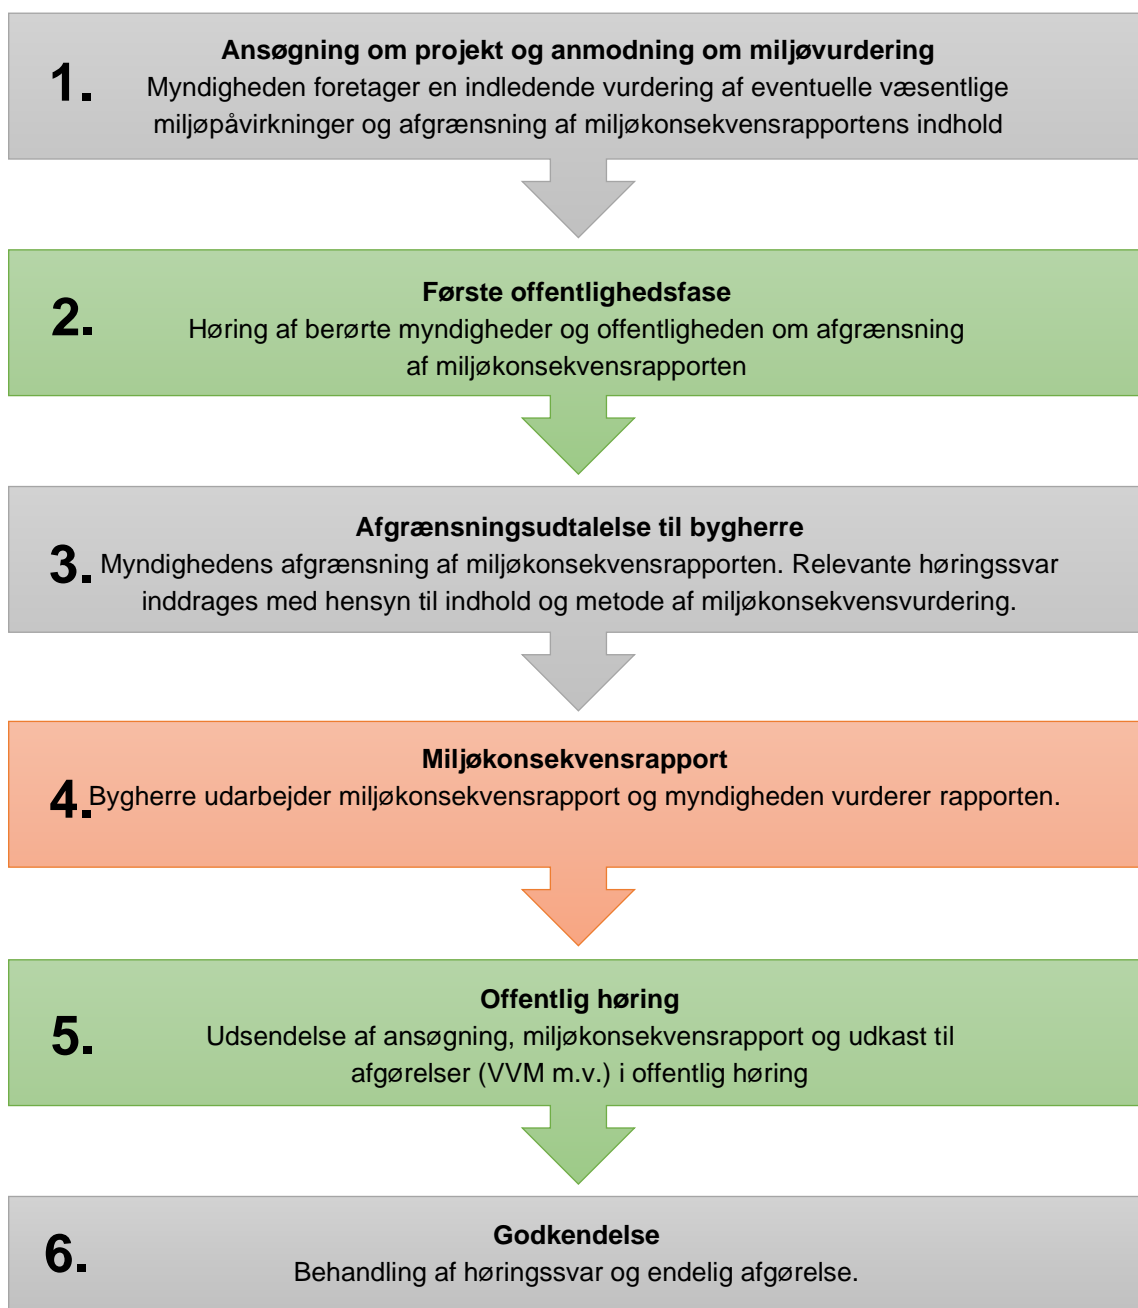 1.
Ansøgning om projekt og anmodning om miljøvurdering
Myndigheden foretager en indledende vurdering af eventuelle væsentlige
miljøpåvirkninger og afgrænsning af miljøkonsekvensrapportens indhold
2.
Første offentlighedsfase
Høring af berørte myndigheder og offentligheden om afgrænsning
af miljøkonsekvensrapporten
3.
Afgrænsningsudtalelse til bygherre
Myndighedens afgrænsning af miljøkonsekvensrapporten. Relevante høringssvar
inddrages med hensyn til indhold og metode af miljøkonsekvensvurdering.
4.
Miljøkonsekvensrapport
Bygherre udarbejder miljøkonsekvensrapport og myndigheden vurderer rapporten.
5.
Offentlig høring
Udsendelse af ansøgning, miljøkonsekvensrapport og udkast til
afgørelser (VVM m.v.) i offentlig høring
6.
Godkendelse
Behandling af høringssvar og endelig afgørelse.